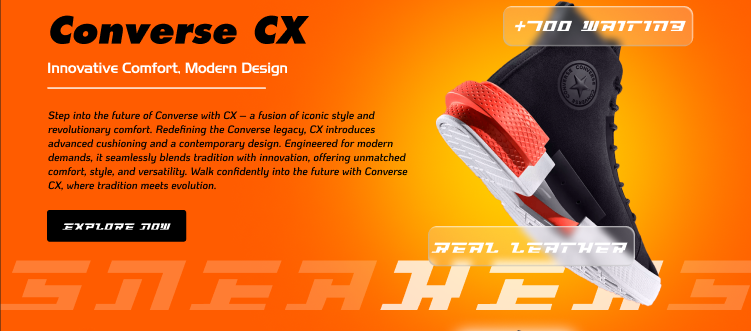 Converse CX
+700 WAITING
Innovative Comfort, Modern Design
Step into the future of Converse with CX – a fusion of iconic style and
revolutionary comfort. Redefining the Converse legacy, CX introduces
advanced cushioning and a contemporary design. Engineered for modern
demands, it seamlessly blends tradition with innovation, offering unmatched
comfort, style, and versatility. Walk confidently into the future with Converse
CX, where tradition meets evolution.
EXPLORE NOW
REAL LEATHER
CONVERSE